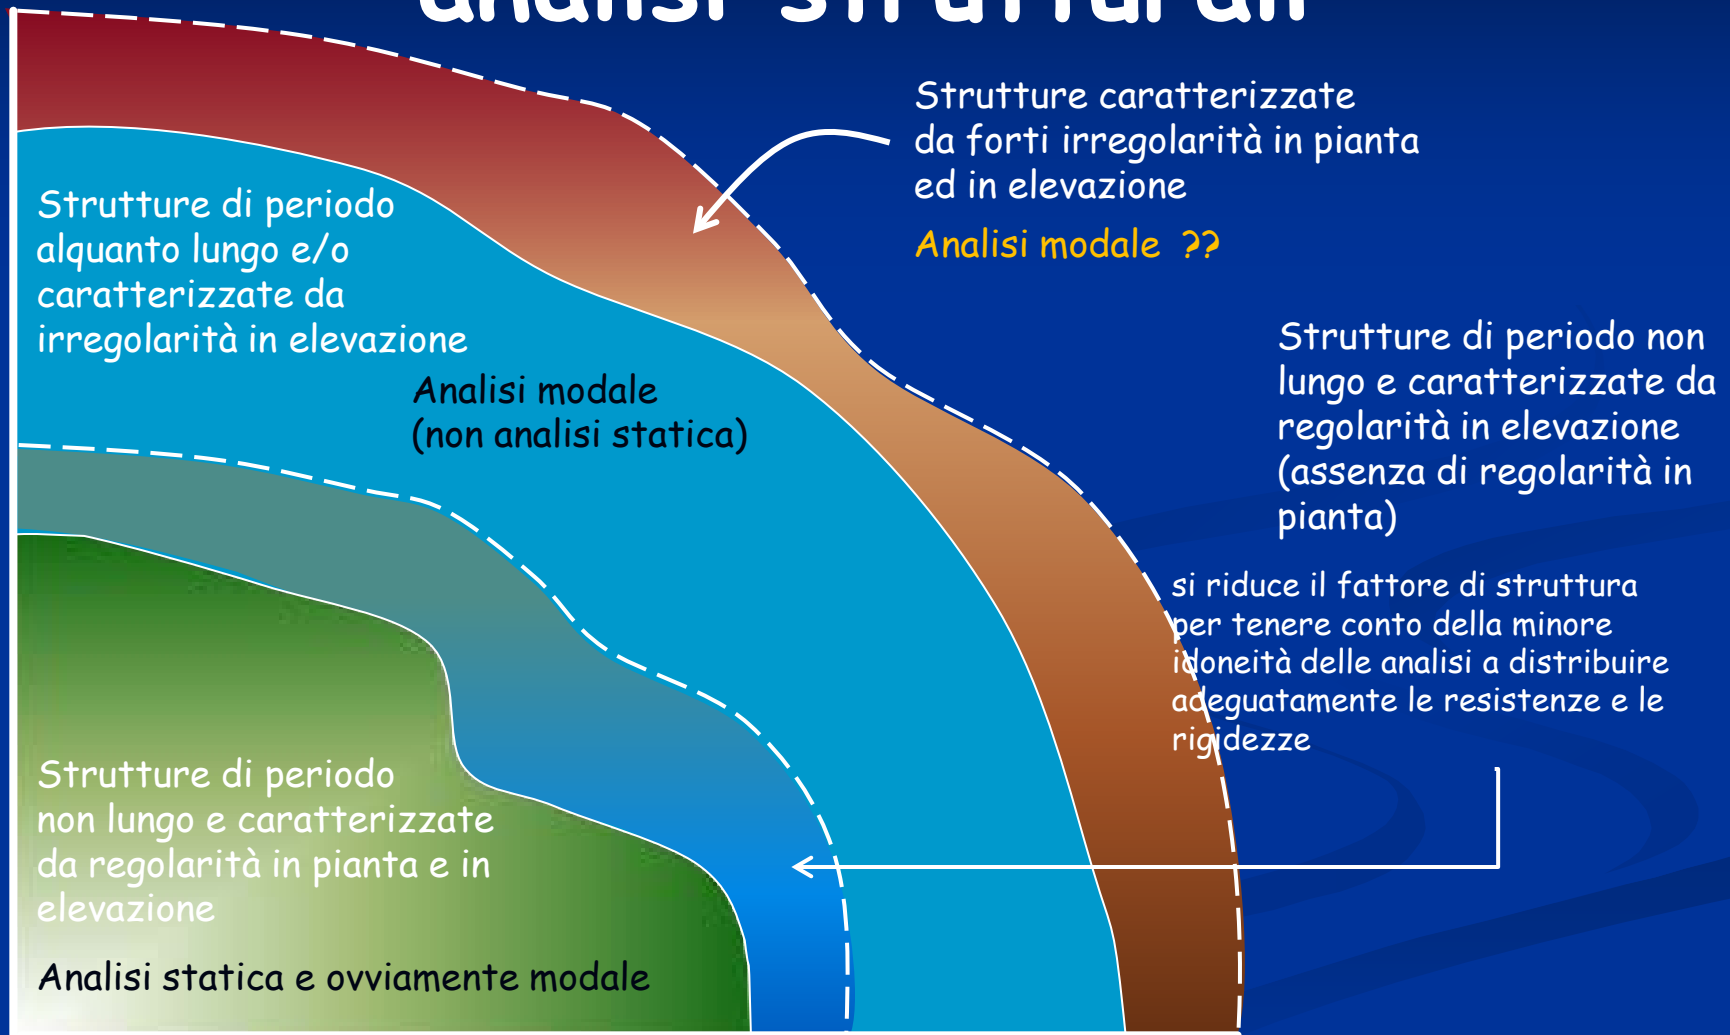 analisi strutturali
Strutture caratterizzate
da forti irregolarità in pianta
ed in elevazione
Analisi modale ??
Strutture di periodo
alquanto lungo e/o
caratterizzate da
irregolarità in elevazione
Analisi modale
(non analisi statica)
Strutture di periodo non
lungo e caratterizzate da
regolarità in elevazione
(assenza di regolarità in
pianta)
si riduce il fattore di struttura
per tenere conto della minore
idoneità delle analisi a distribuire
adeguatamente le resistenze e le
rigidezze
Strutture di periodo
non lungo e caratterizzate
da regolarità in pianta e in
elevazione
Analisi statica e ovviamente modale